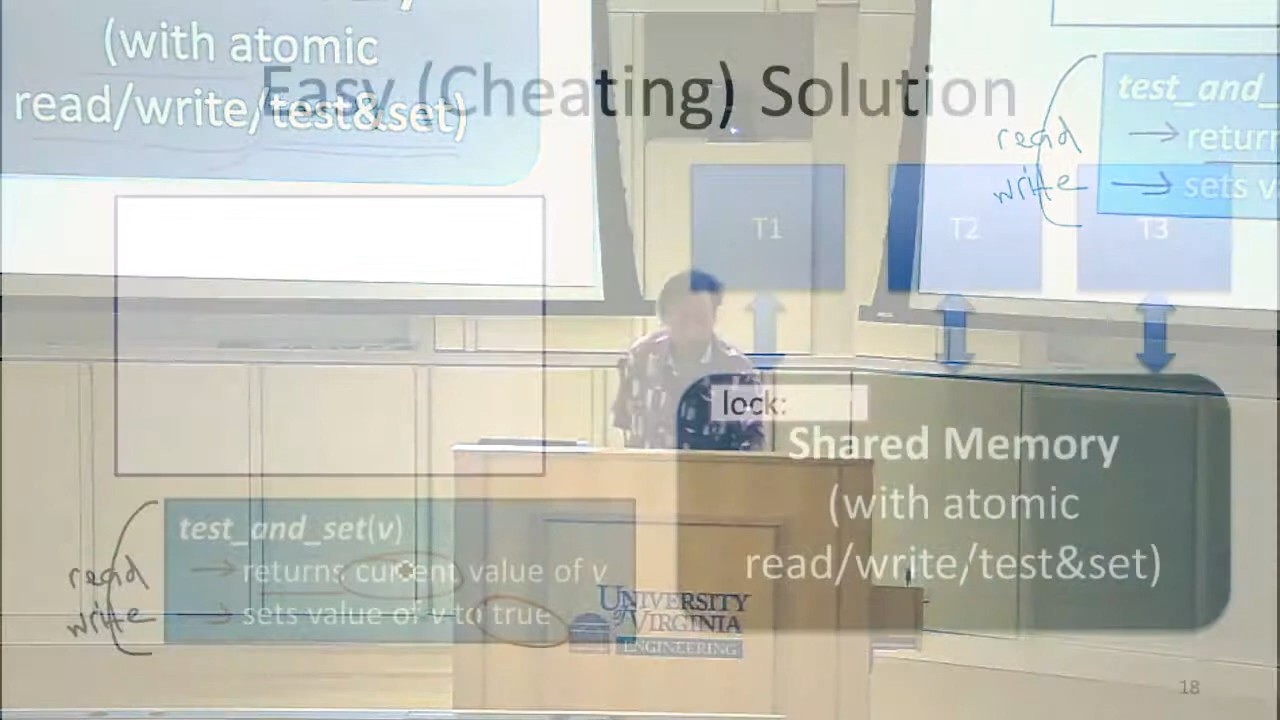 (with atomic
read/write/test&set)
Easy (Cheating) Solution
test_and_
read → return
write → sets v
T1
T2
T3
lock:
Shared Memory
(with atomic
read/write/test&set)
test_and_set(v)
read → returns current value of v
write → sets value of v to true
UNIVERSITY
of VIRGINIA
ENGINEERING
18